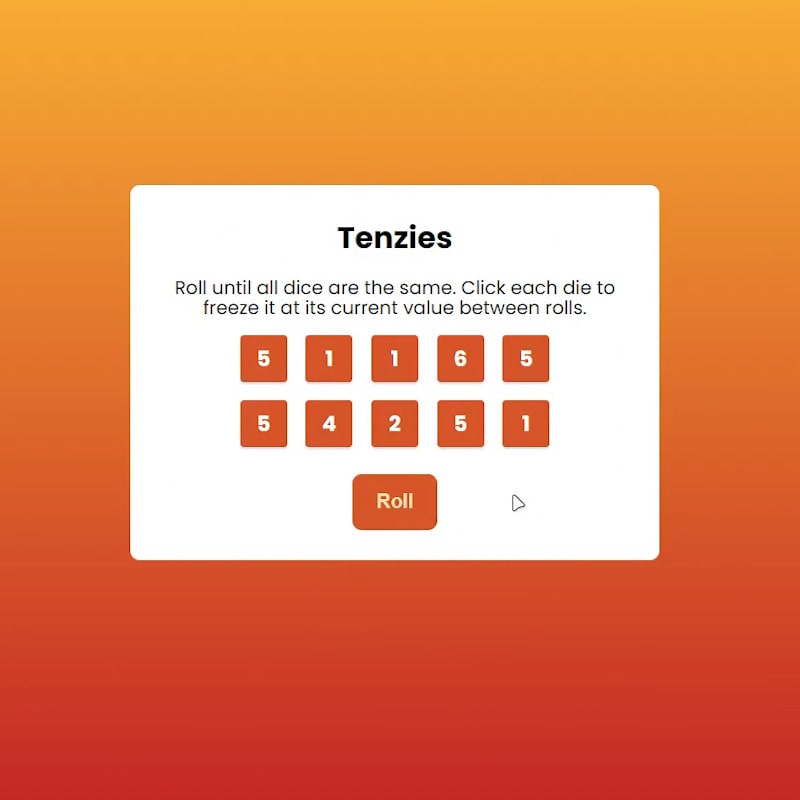 Tenzies
Roll until all dice are the same. Click each die to
freeze it at its current value between rolls.
5 1 1 6 5
5 4 2 5 1
Roll